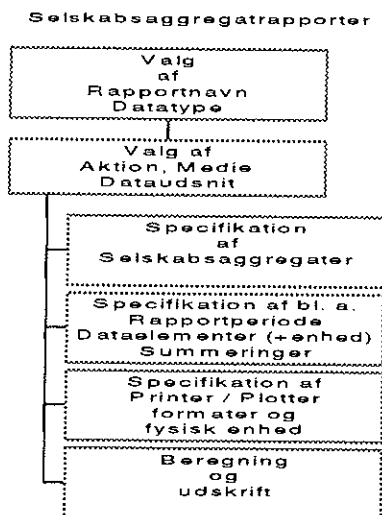 Selskabsaggregatrapporter
Valg
af
Rapportnavn
Datatype
Valg af
Aktion, Medie
Dataudsnit
Specifikation
af
Selskabsaggregater
Specifikation af bl. a.
Rapportperiode
Dataelementer (+enhed)
Summeringer
Specifikation af
Printer / Plotter
formater og
fysisk enhed
Beregning
og
udskrift